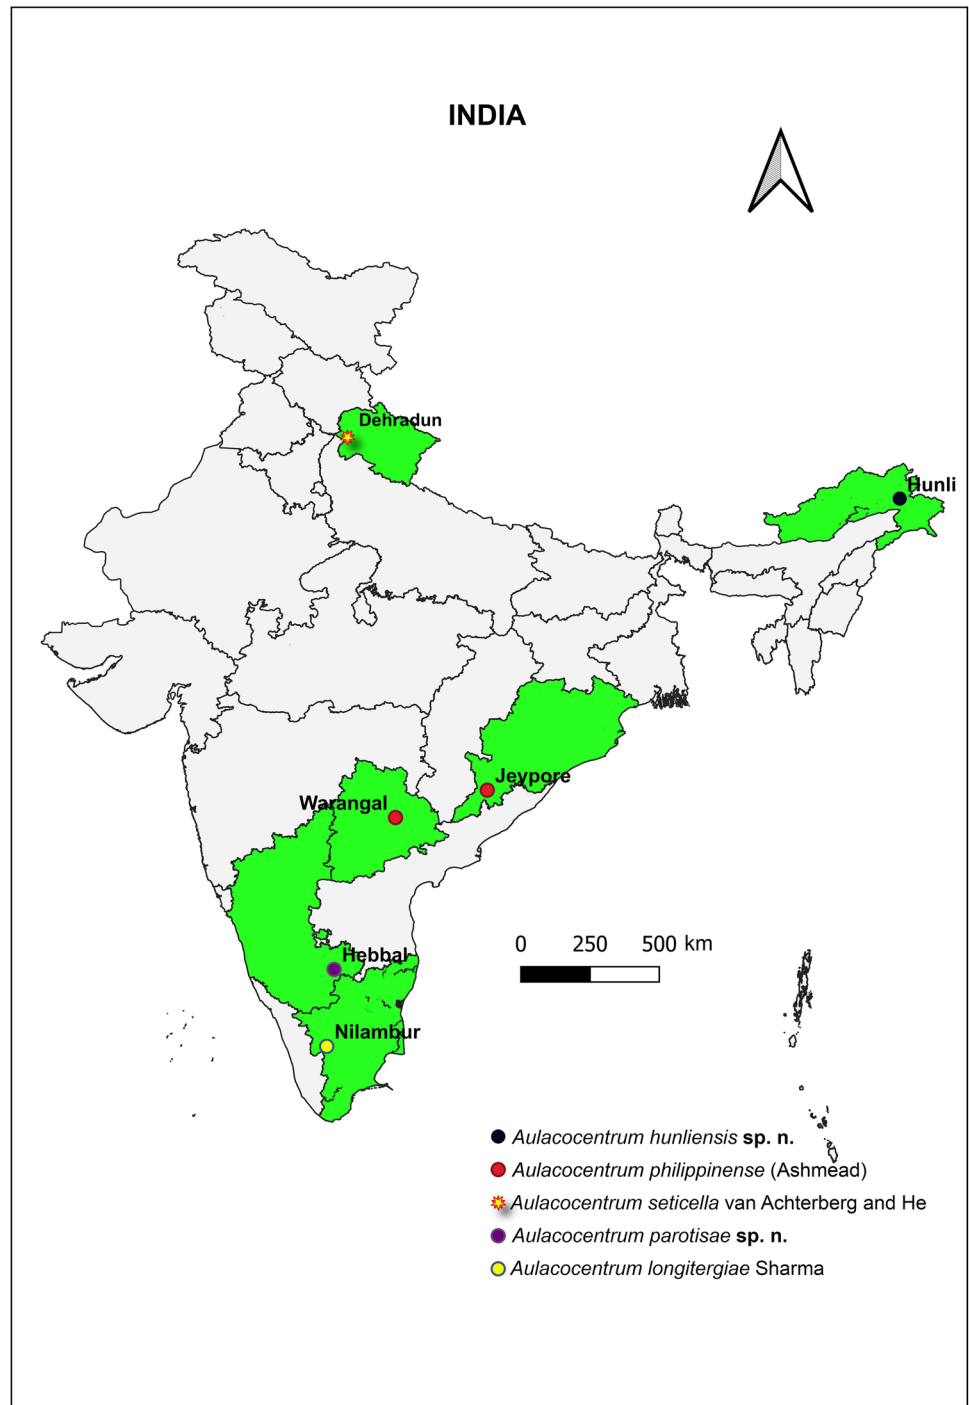 INDIA
Dehradun
Hunli
Jeypore
Warangal
0 250 500 km
Hebbal
Nilambur
Aulacocentrum hunliensis sp. n.
Aulacocentrum philippinense (Ashmead)
Aulacocentrum seticella van Achterberg and He
Aulacocentrum parotisae sp. n.
Aulacocentrum longitergiae Sharma